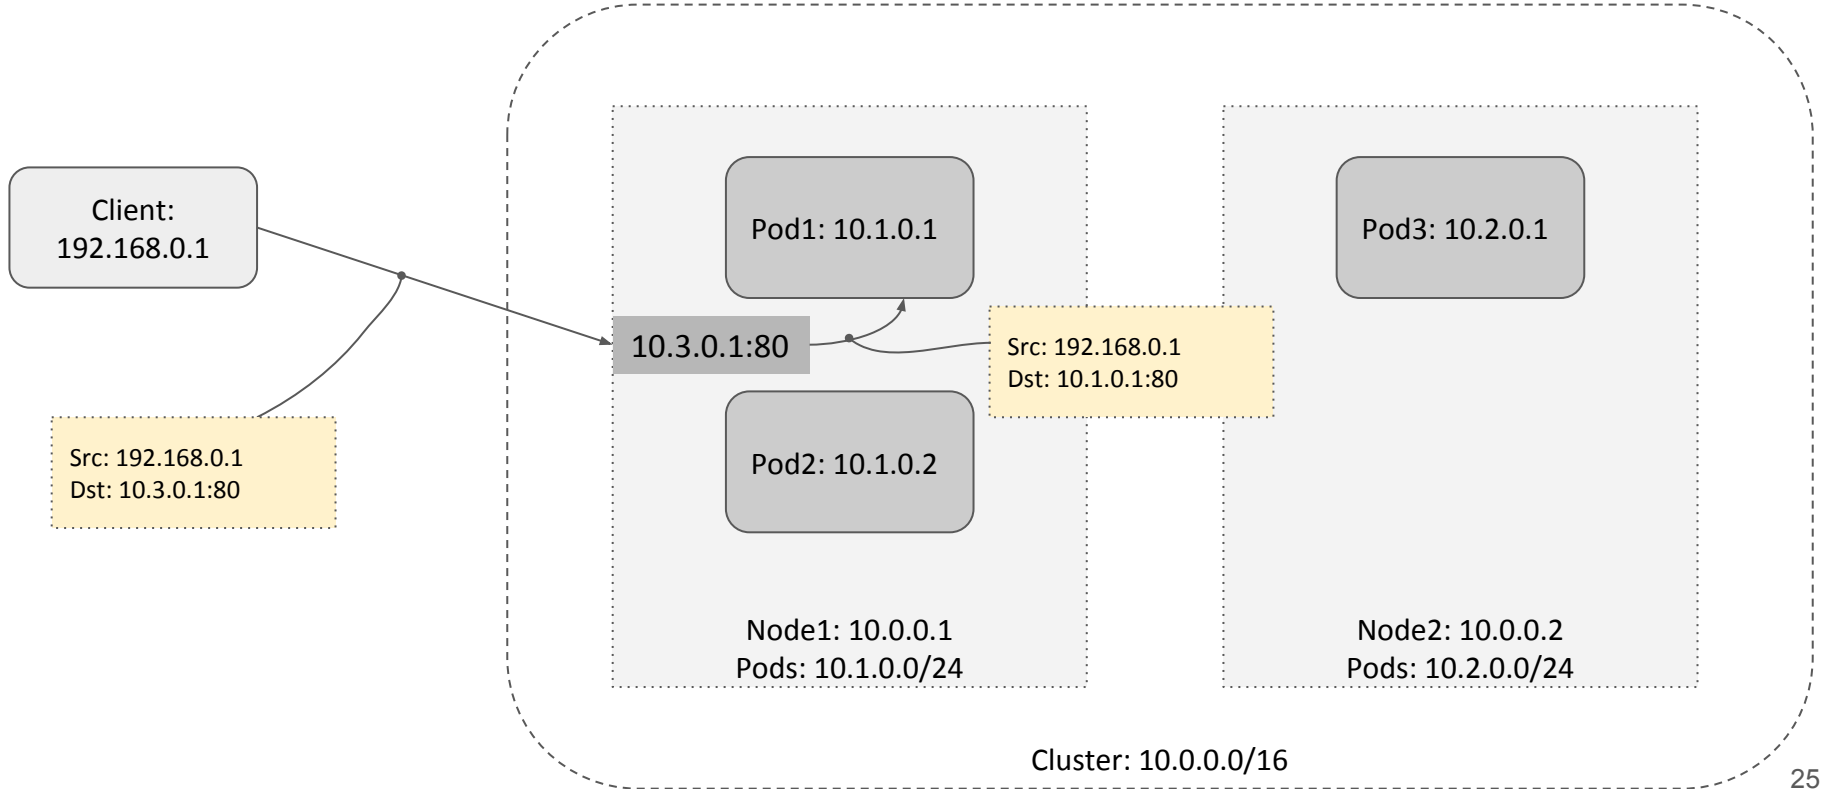 Client:
192.168.0.1
Src: 192.168.0.1
Dst: 10.3.0.1:80
Pod1: 10.1.0.1
10.3.0.1:80
Src: 192.168.0.1
Dst: 10.1.0.1:80
Pod2: 10.1.0.2
Node1: 10.0.0.1
Pods: 10.1.0.0/24
Pod3: 10.2.0.1
Node2: 10.0.0.2
Pods: 10.2.0.0/24
Cluster: 10.0.0.0/16
25